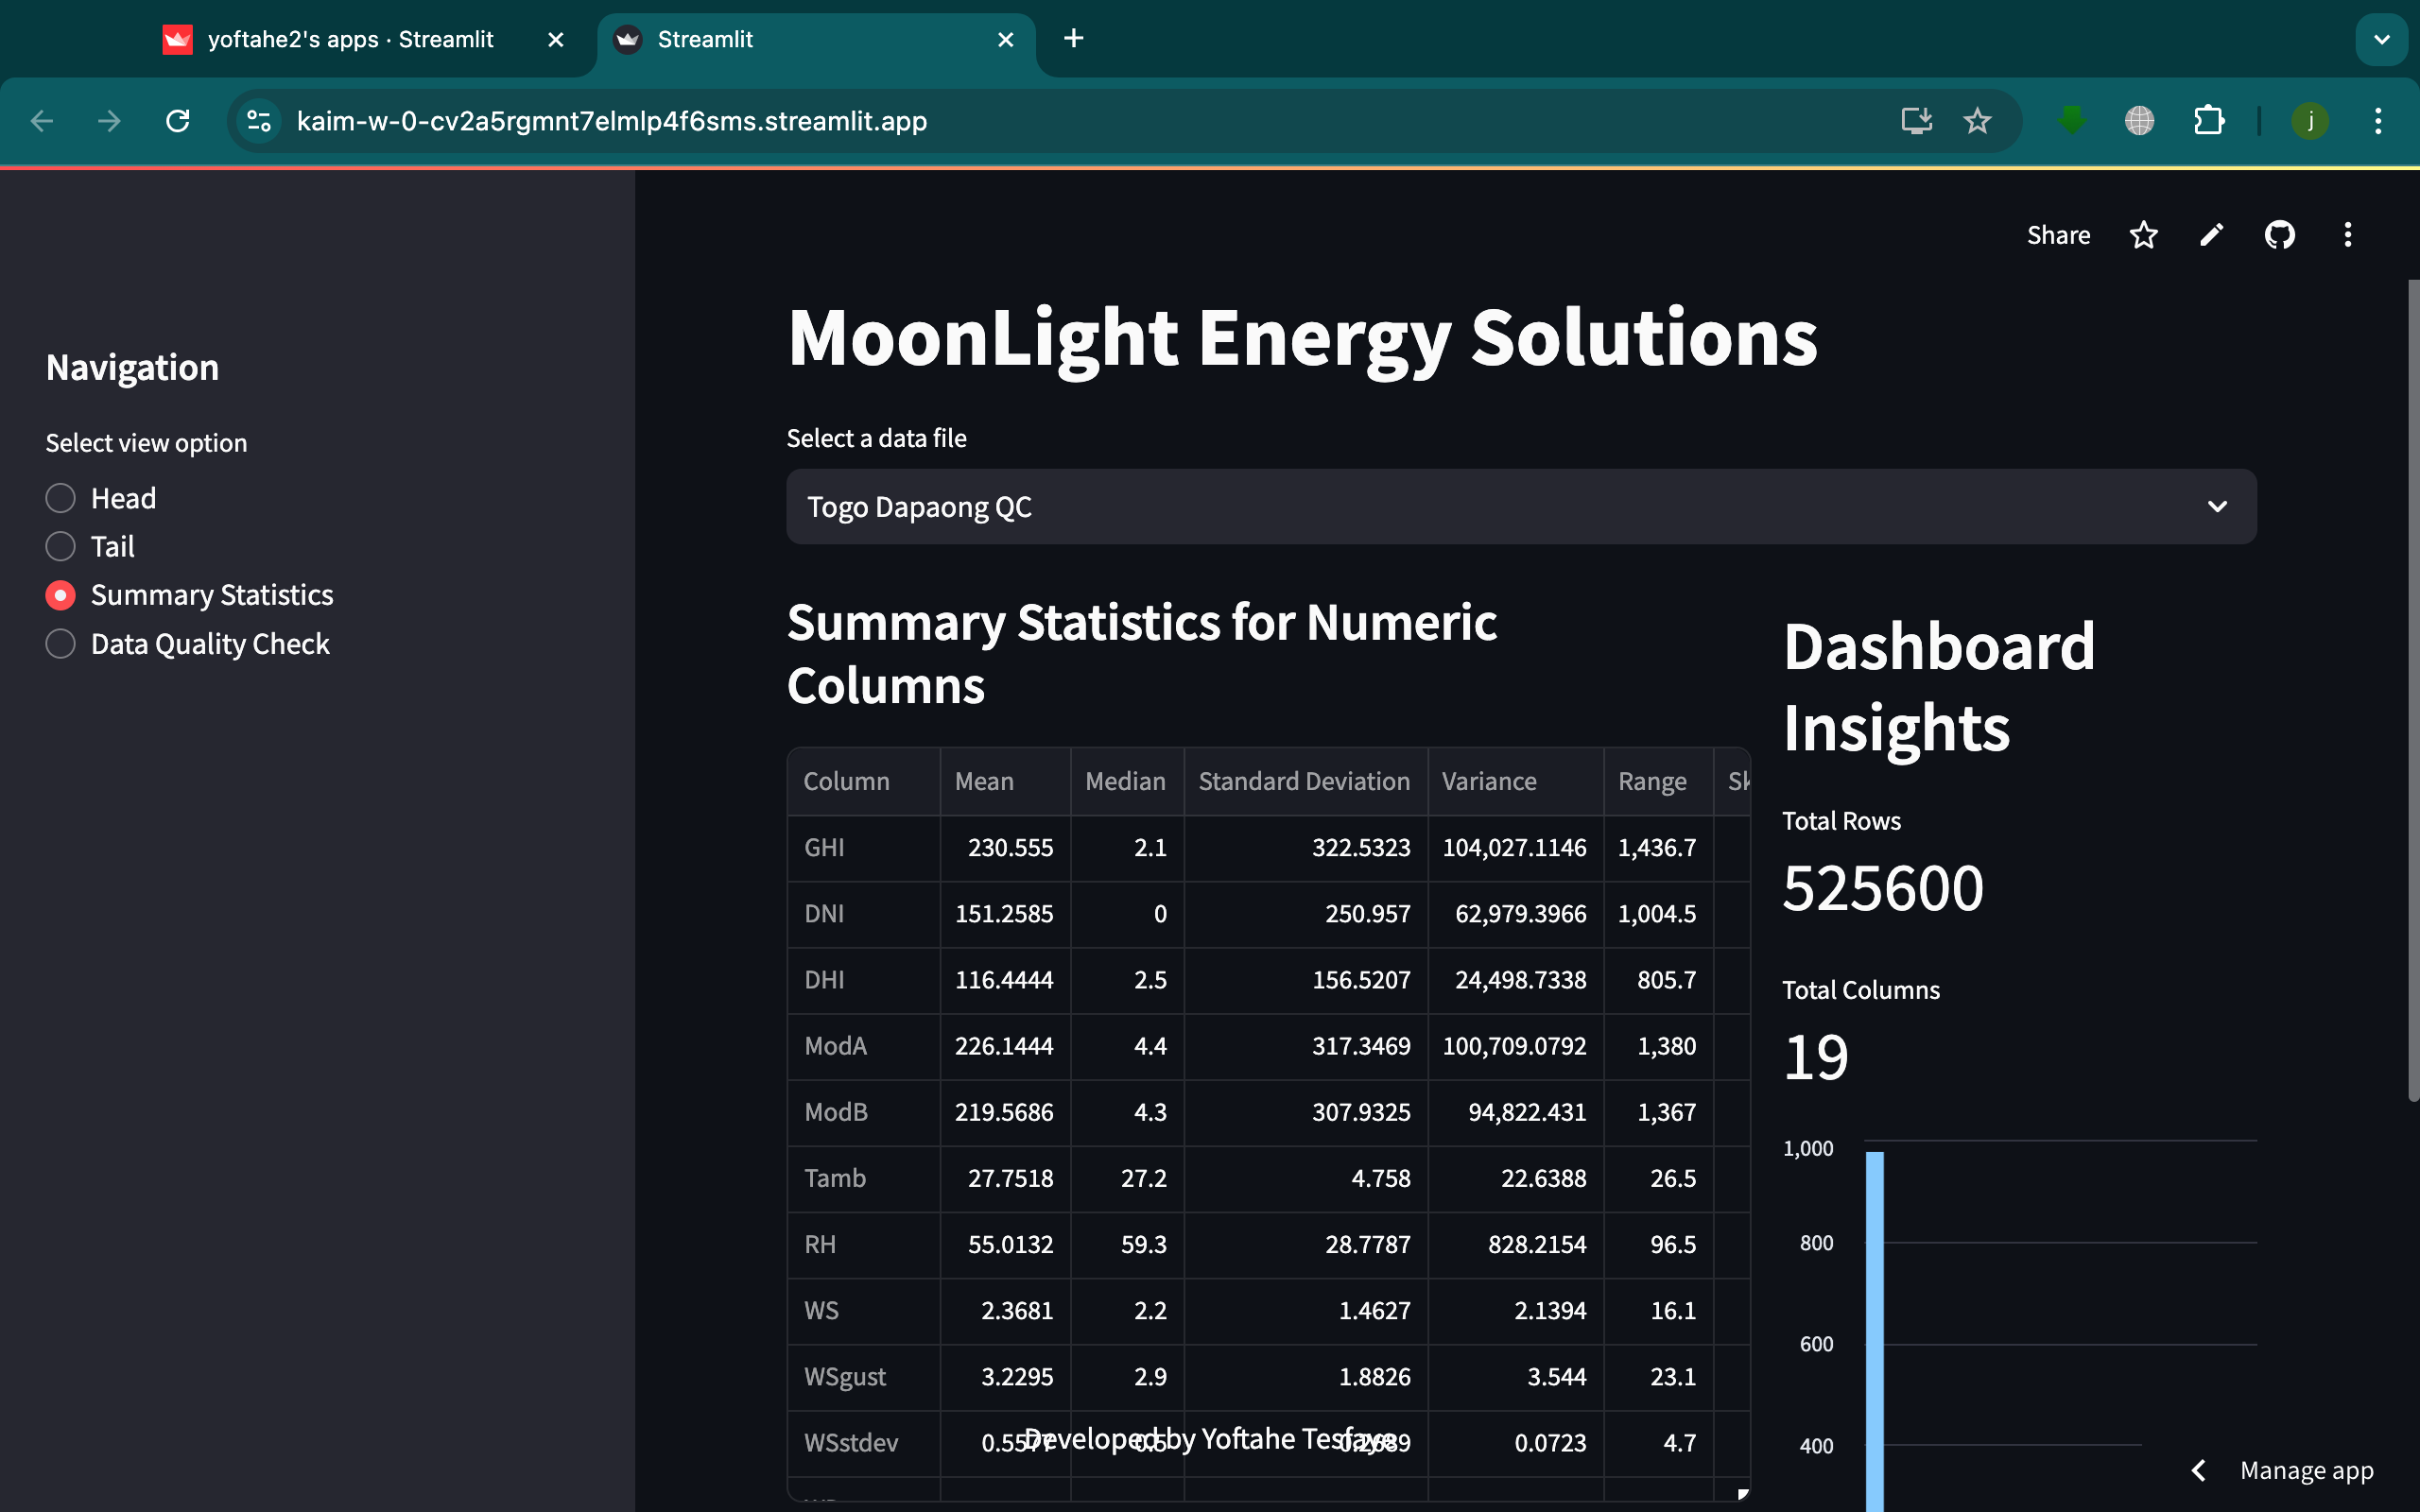 yoftahe2's apps · Streamlit
Streamlit
kaim-w-0-cv2a5rgmnt7elmlp4f6sms.streamlit.app
j
Share
Navigation
Select view option
Head
Tail
Summary Statistics
Data Quality Check
MoonLight Energy Solutions
Select a data file
Togo Dapaong QC
Summary Statistics for Numeric
Columns
Column Mean Median Standard Deviation Variance Range Sk
GHI 230.555 2.1 322.5323 104,027.1146 1,436.7
DNI 151.2585 0 250.957 62,979.3966 1,004.5
DHI 116.4444 2.5 156.5207 24,498.7338 805.7
ModA 226.1444 4.4 317.3469 100,709.0792 1,380
ModB 219.5686 4.3 307.9325 94,822.431 1,367
Tamb 27.7518 27.2 4.758 22.6388 26.5
RH 55.0132 59.3 28.7787 828.2154 96.5
WS 2.3681 2.2 1.4627 2.1394 16.1
WSgust 3.2295 2.9 1.8826 3.544 23.1
WSstdev 0.0723 4.7
Developed by Yoftahe Tesfaye
Dashboard
Insights
Total Rows
525600
Total Columns
19
1,000
800
600
400
Manage app